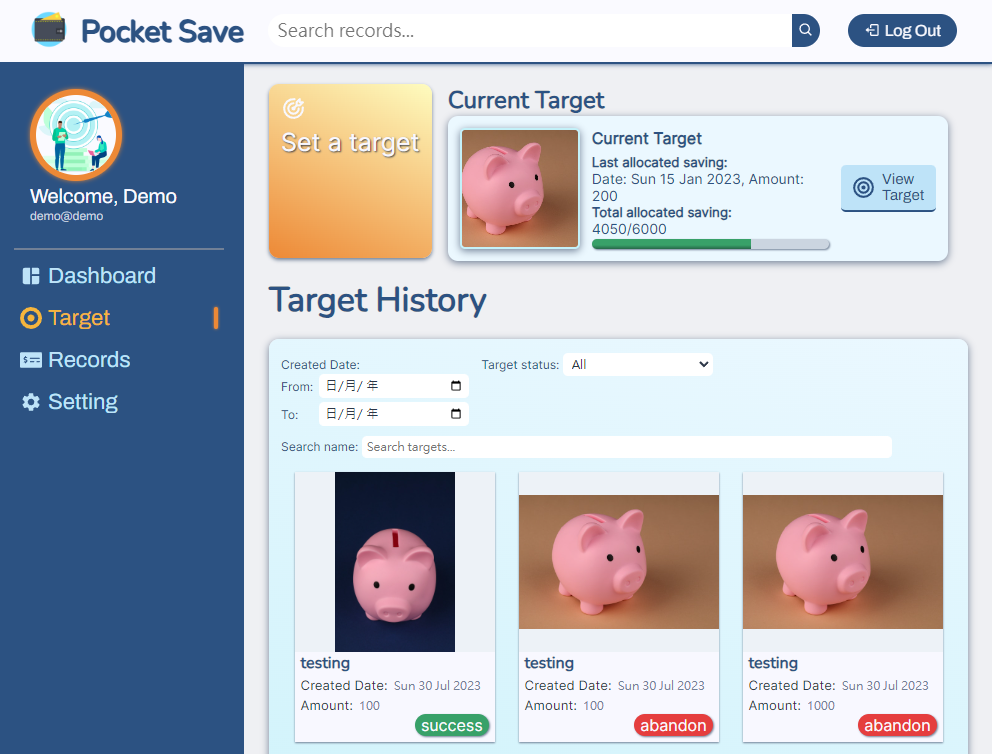 Pocket Save
Search records...
Log Out
Welcome, Demo
demo@demo
Dashboard
Target
Records
Setting
Set a target
Current Target
Current Target
Last allocated saving:
Date: Sun 15 Jan 2023, Amount:
200
Total allocated saving:
4050/6000
View
Target
Target History
Created Date:
From: 日/月/ 年
To: 日/月/ 年
Target status: All
Search name: Search targets...
testing
Created Date: Sun 30 Jul 2023
Amount: 100
success
testing
Created Date: Sun 30 Jul 2023
Amount: 100
abandon
testing
Created Date: Sun 30 Jul 2023
Amount: 1000
abandon